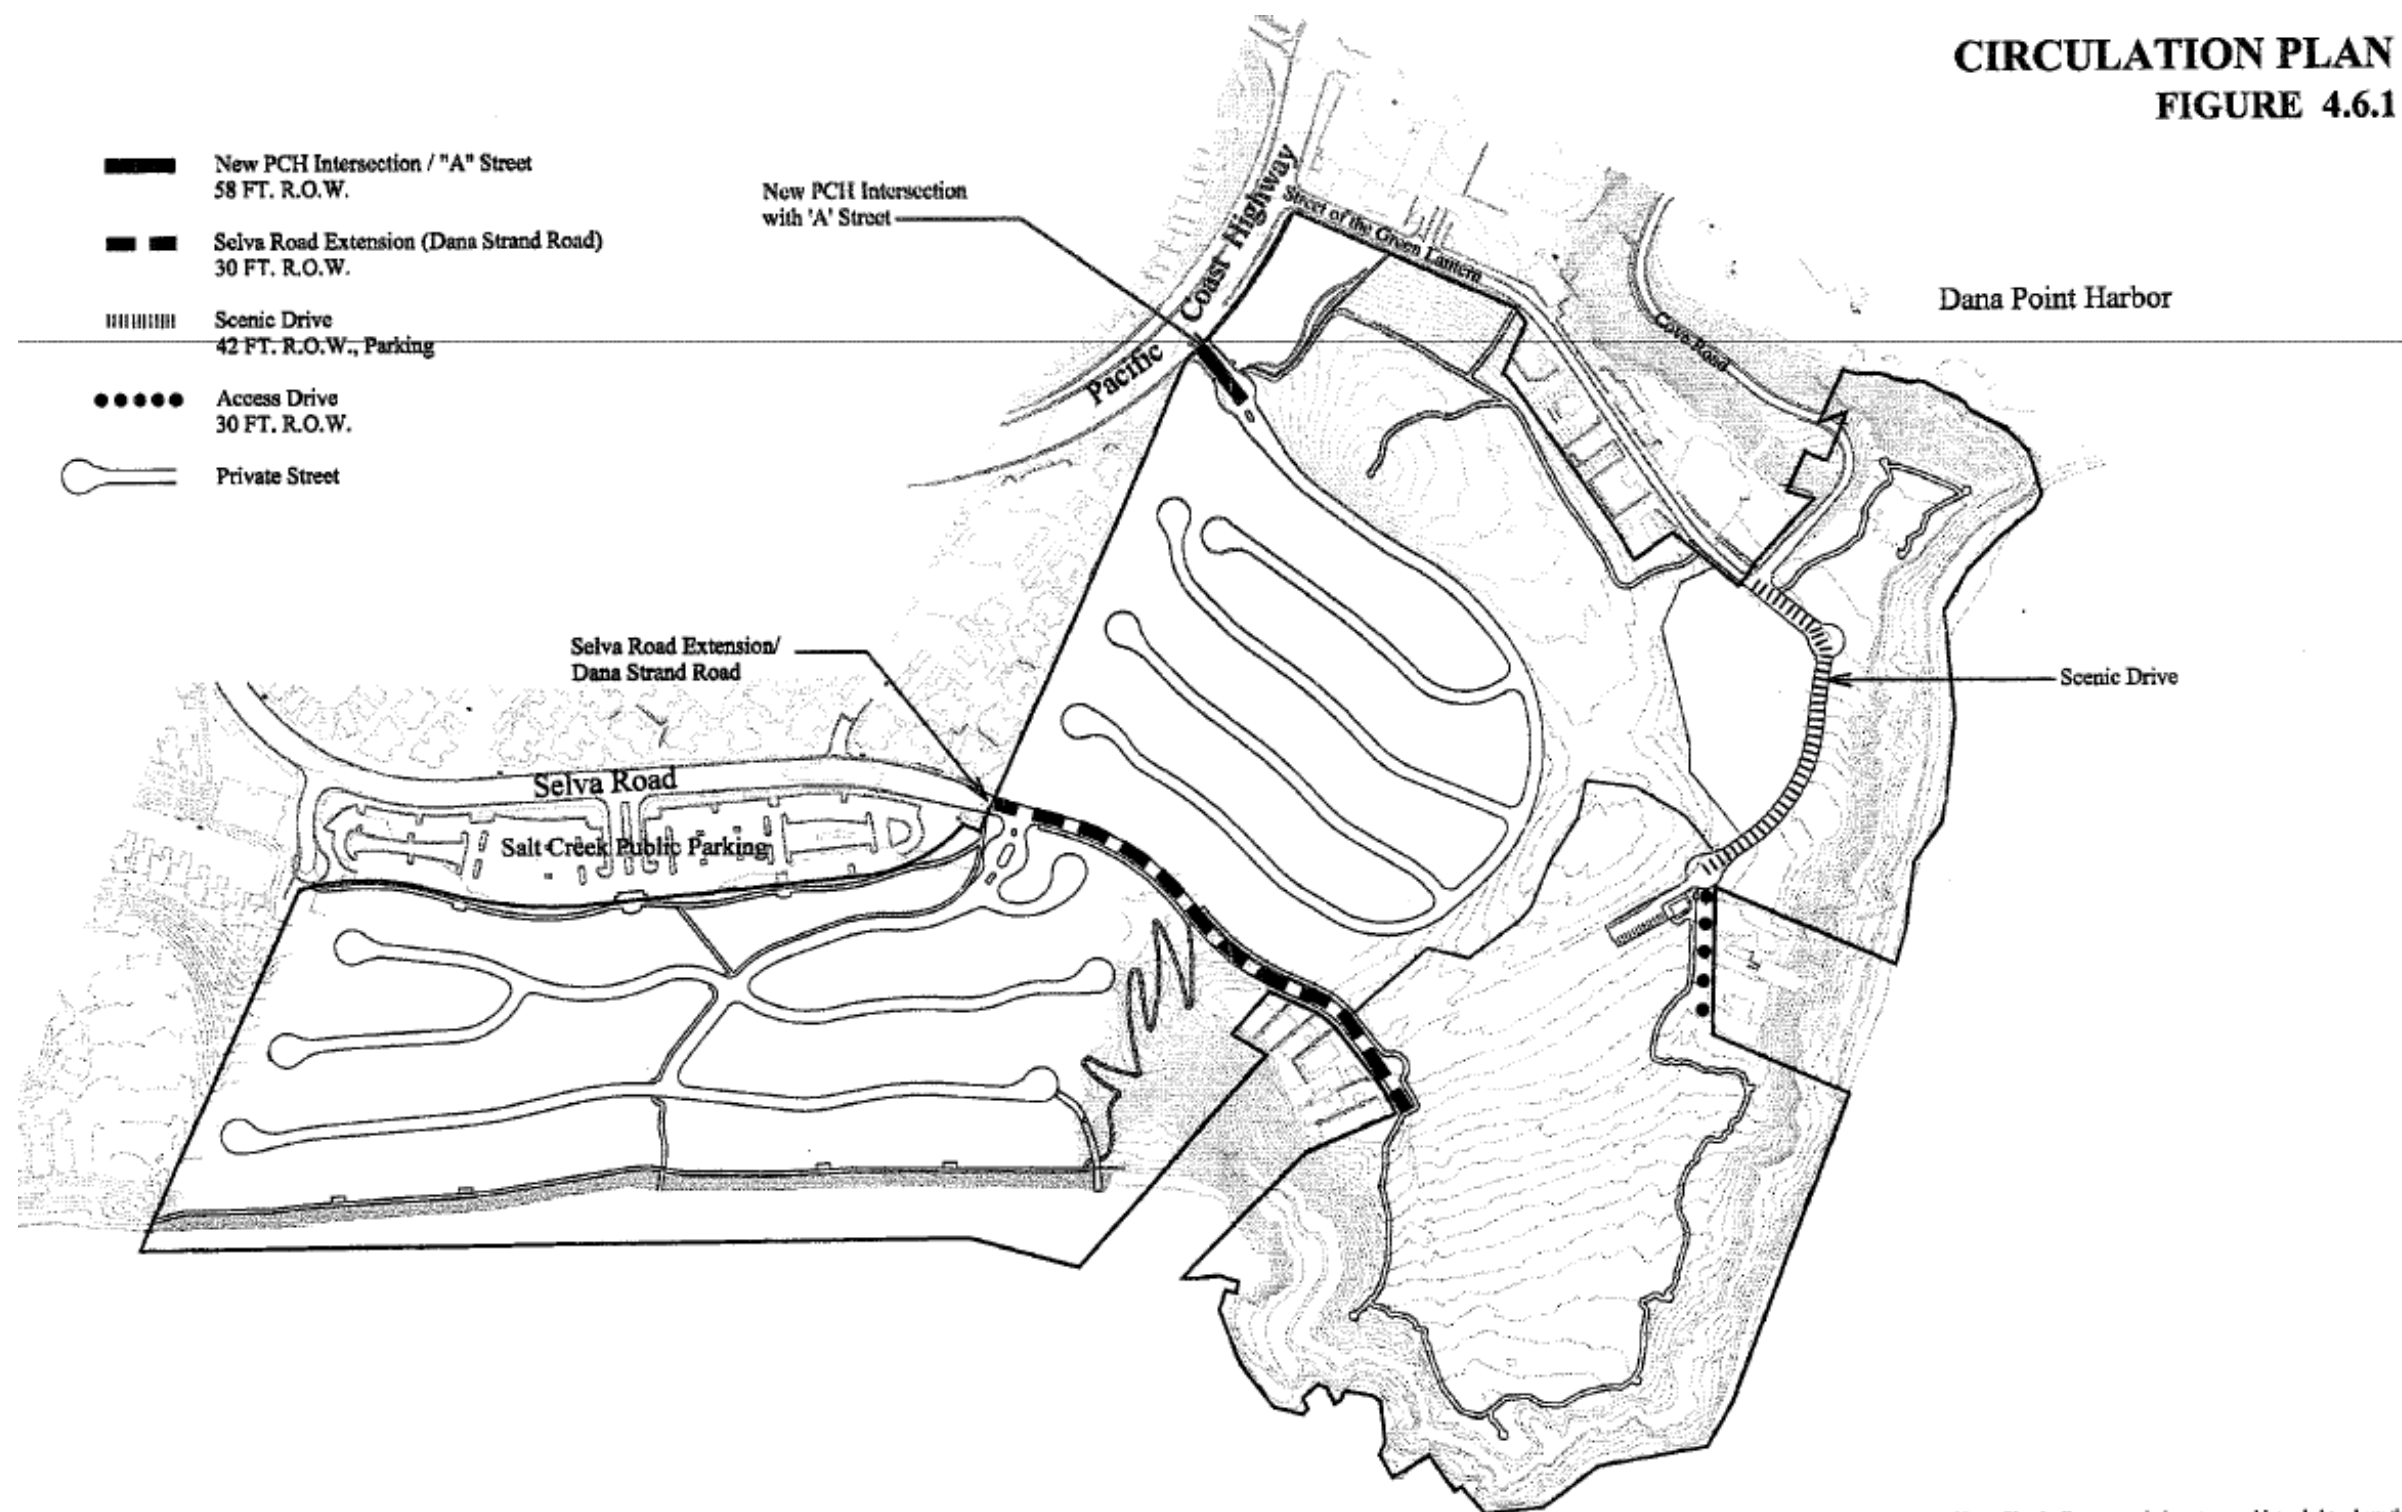 CIRCULATION PLAN
FIGURE 4.6.1
New PCH Intersection / "A" Street
58 FT. R.O.W.
Selva Road Extension (Dana Strand Road)
30 FT. R.O.W.
Scenic Drive
42 FT. R.O.W., Parking
Access Drive
30 FT. R.O.W.
Private Street
New PCH Intersection
with 'A' Street
Pacific Coast Highway
Street of the Green Lantern
Cove Road
Dana Point Harbor
Selva Road Extension/
Dana Strand Road
Scenic Drive
Selva Road
Salt Creek Public Parking